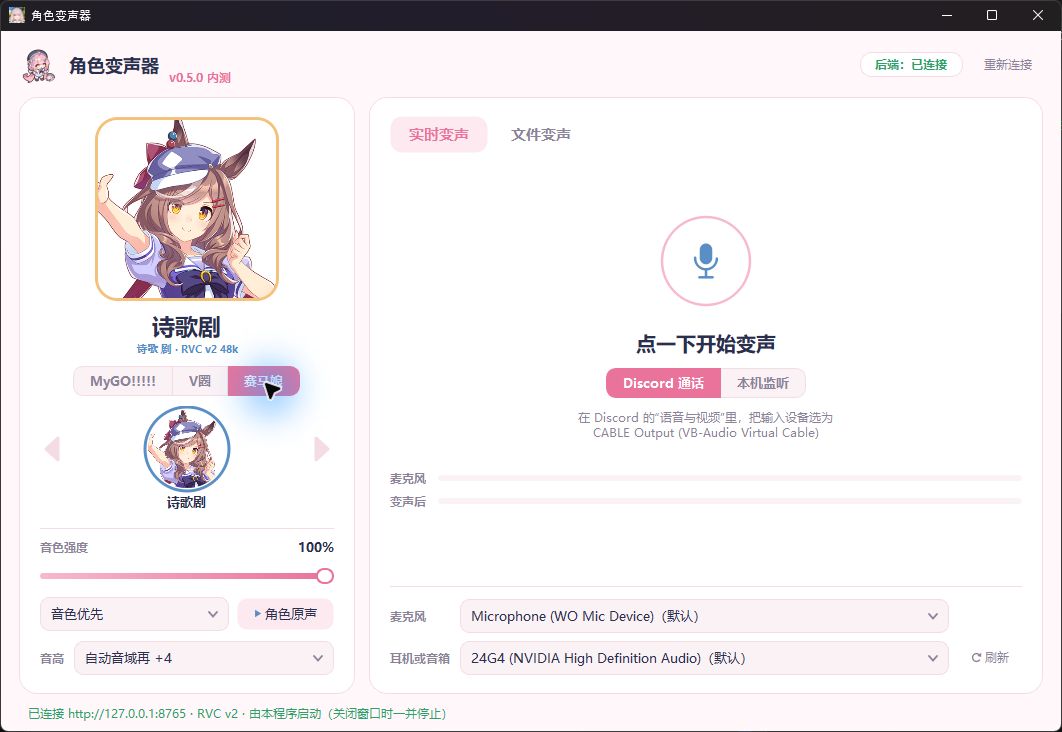 角色变声器
角色变声器 v0.5.0 内测
后端：已连接 重新连接
诗歌剧
诗歌 剧 · RVC v2 48k
MyGO!!!!! V圈 赛马娘
诗歌剧
音色强度 100%
音色优先 角色原声
音高 自动音域再 +4
实时变声 文件变声
点一下开始变声
Discord 通话 本机监听
在 Discord 的“语音与视频”里，把输入设备选为
CABLE Output (VB-Audio Virtual Cable)
麦克风
变声后
麦克风 Microphone (WO Mic Device)（默认）
耳机或音箱 24G4 (NVIDIA High Definition Audio)（默认） 刷新
已连接 http://127.0.0.1:8765 · RVC v2 · 由本程序启动（关闭窗口时一并停止）